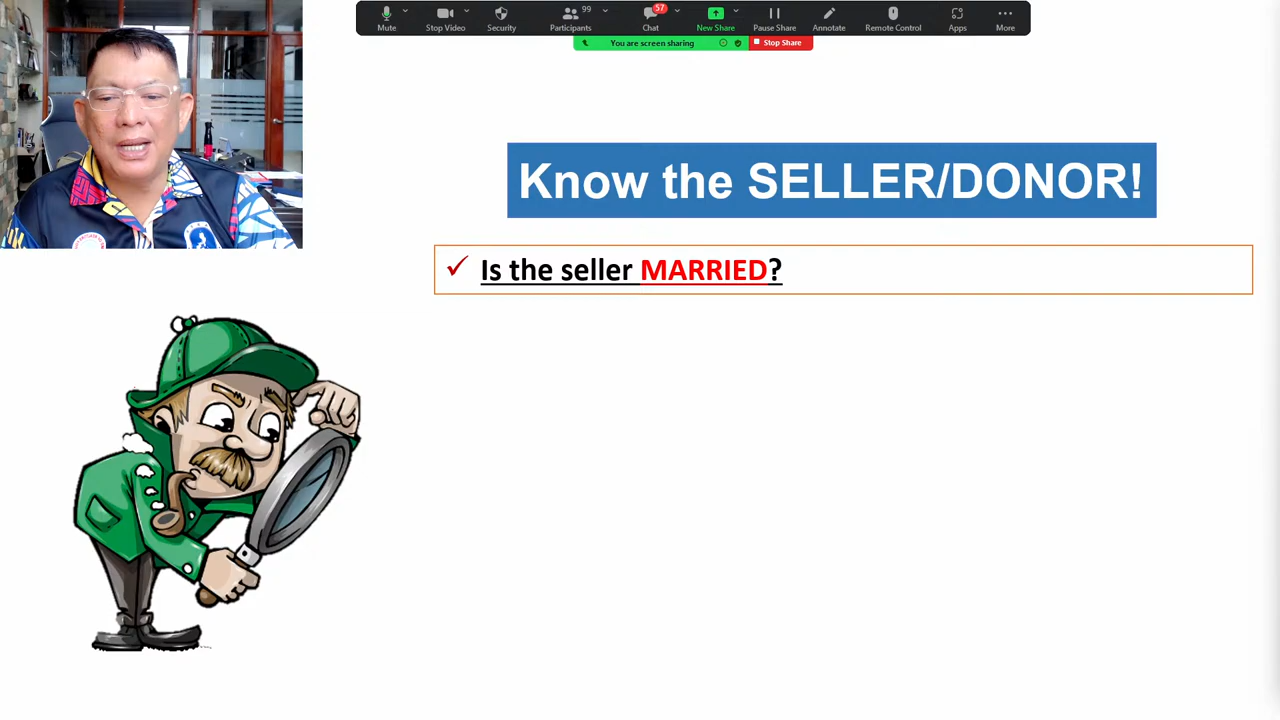 99
57
Mute
Stop Video
Security
Participants
Chat
New Share
Pause Share
Annotate
Remote Control
Apps
More
You are screen sharing
Stop Share
Know the SELLER/DONOR!
✓ Is the seller MARRIED?